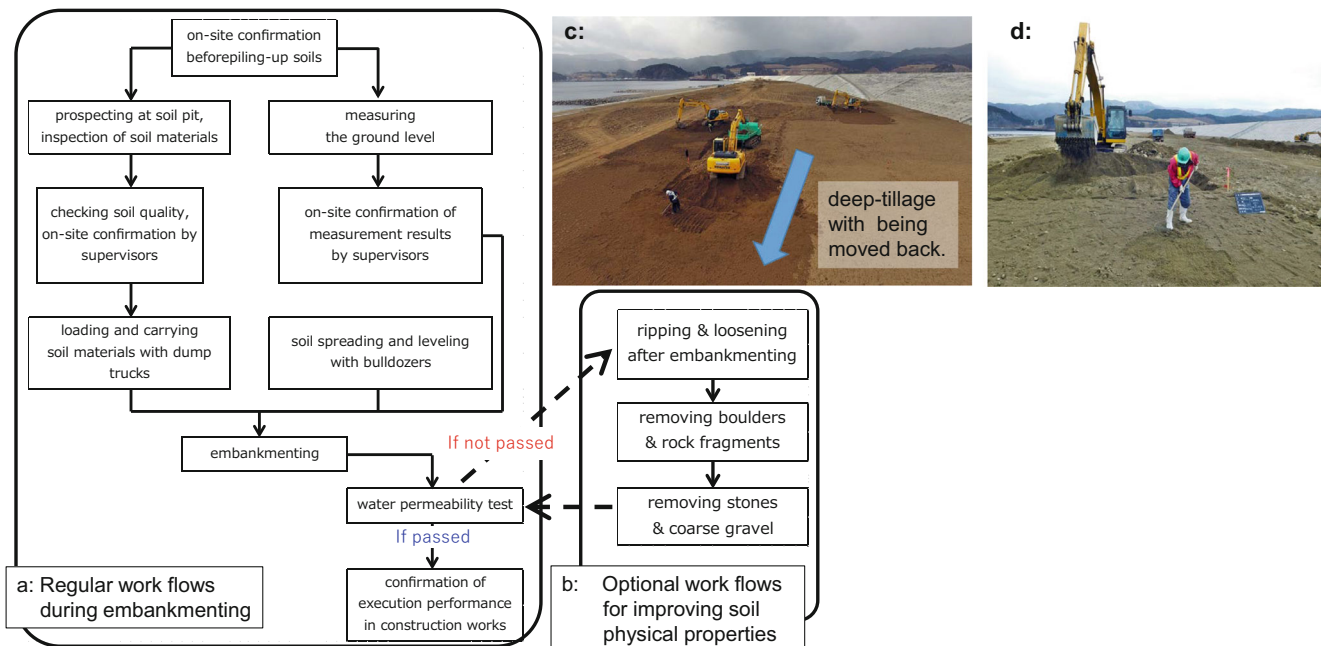 on-site confirmation
beforepiling-up soils
prospecting at soil pit,
inspection of soil materials
measuring
the ground level
checking soil quality,
on-site confirmation by
supervisors
on-site confirmation of
measurement results
by supervisors
loading and carrying
soil materials with dump
trucks
soil spreading and leveling
with bulldozers
embankmenting
If not passed
water permeability test
If passed
confirmation of
execution performance
in construction works
a: Regular work flows
during embankmenting
ripping & loosening
after embankmenting
removing boulders
& rock fragments
removing stones
& coarse gravel
b: Optional work flows
for improving soil
physical properties
c:
deep-tillage
with being
moved back.
d: